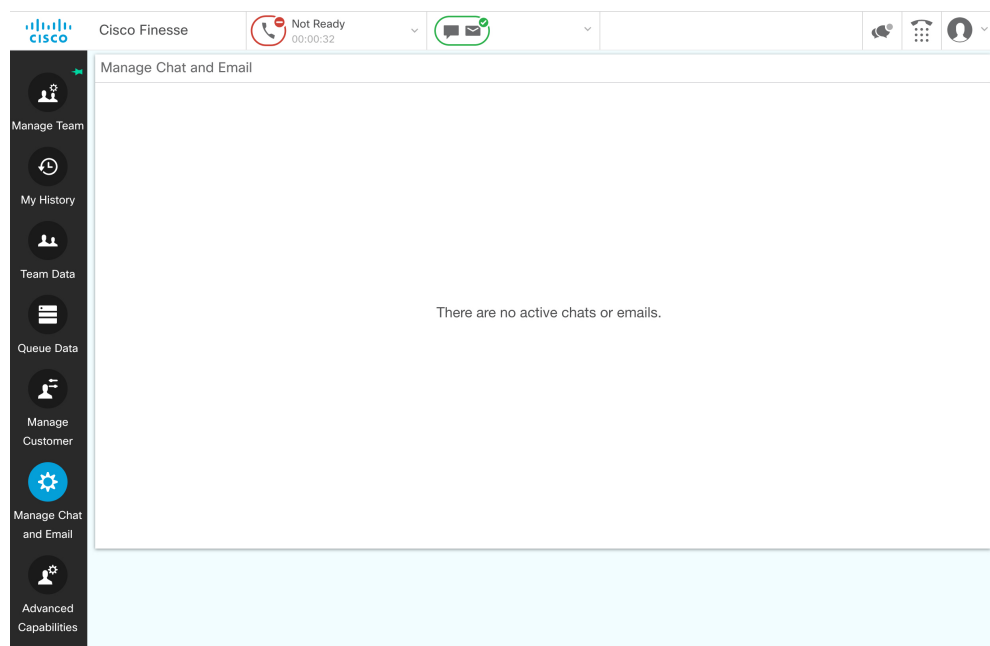 CISCO
Cisco Finesse
Not Ready
00:00:32
Manage Chat and Email
Manage Team
My History
Team Data
Queue Data
Manage
Customer
Manage Chat
and Email
Advanced
Capabilities
There are no active chats or emails.